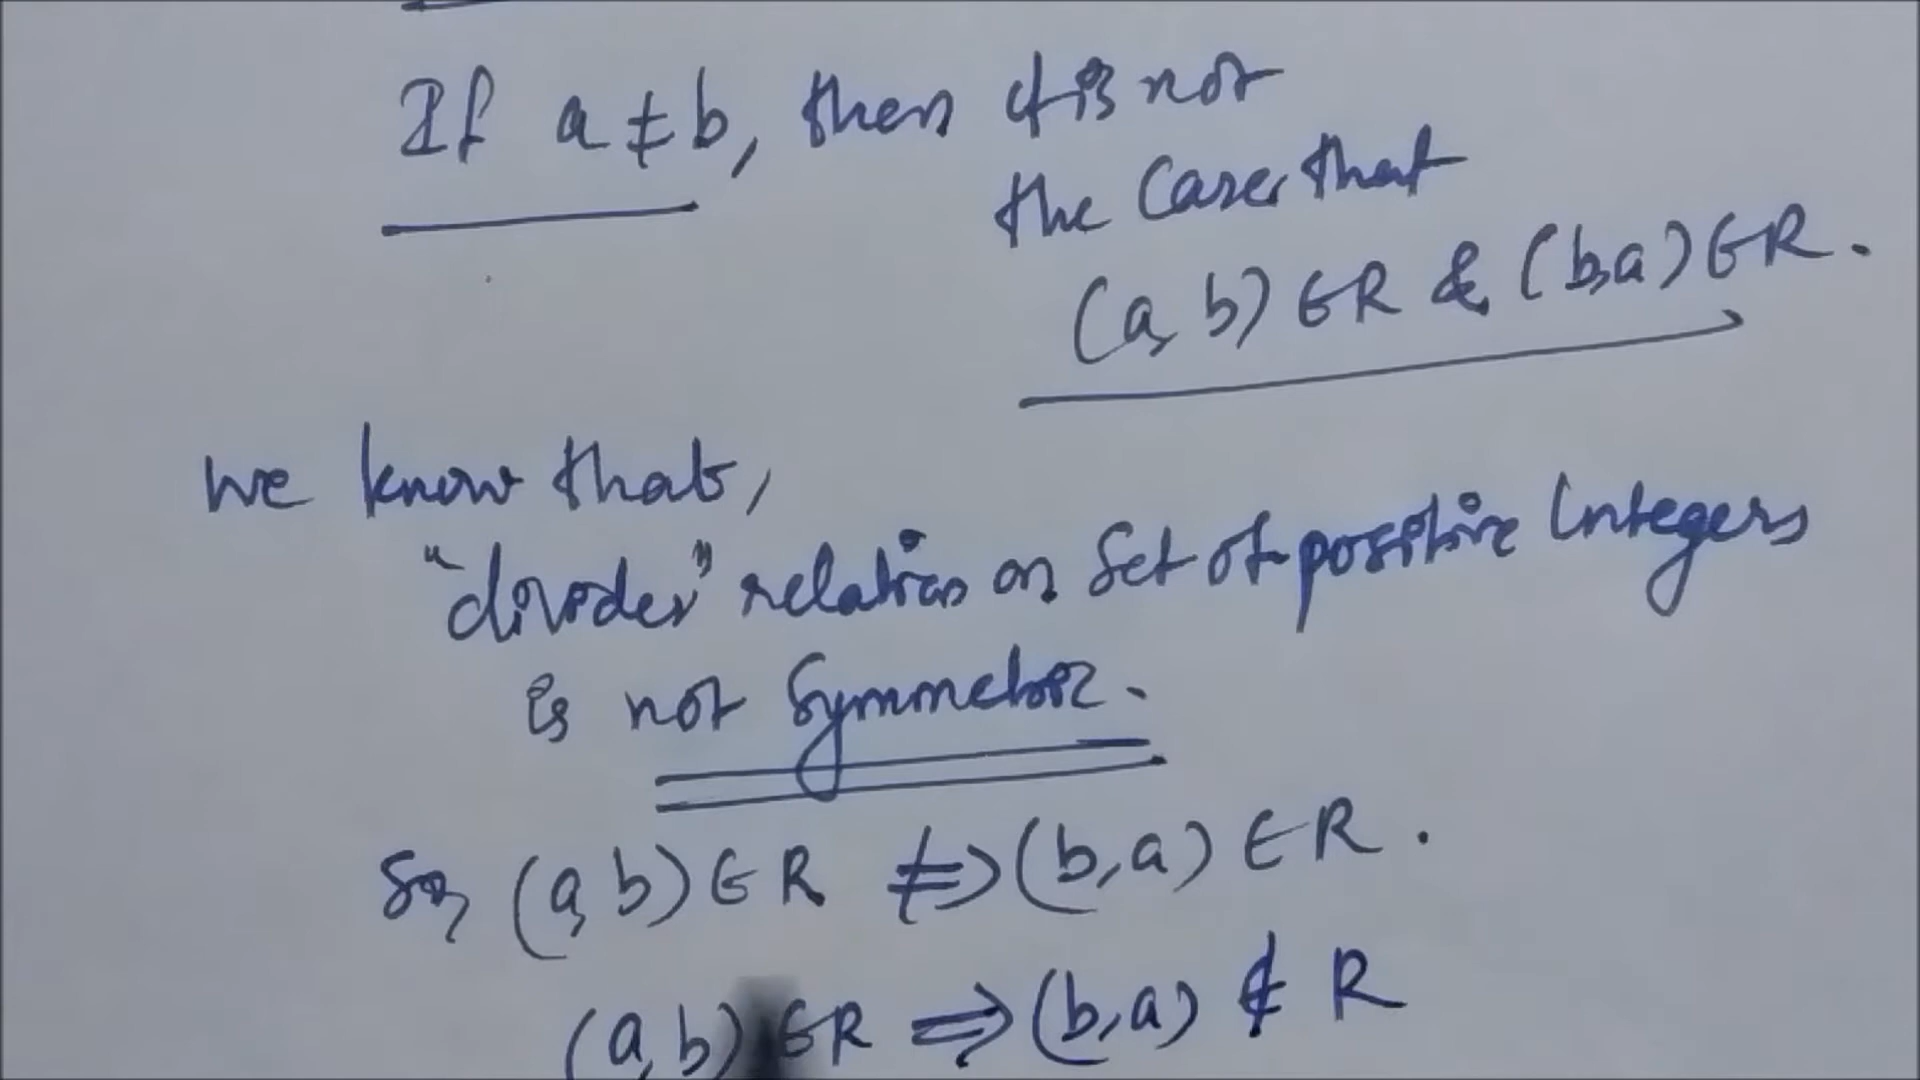 If a ≠ b, then it is not
the case that
(a, b) ∈ R & (b,a) ∈ R.
we know that,
"divides" relation on set of positive integers
is not symmetric.
So, (a, b) ∈ R ⇏ (b,a) ∈ R.
(a, b) ∈ R ⇒ (b,a) ∉ R